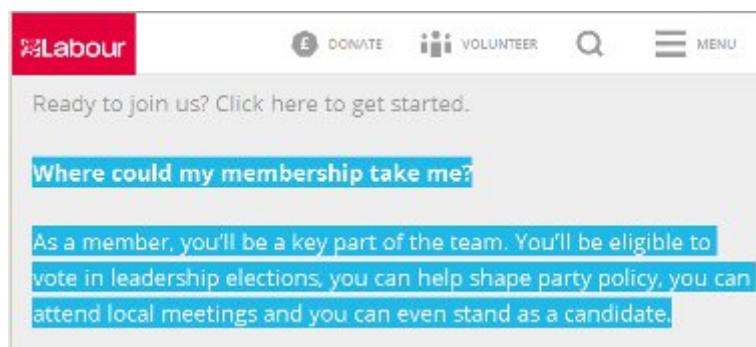 Labour DONATE VOLUNTEER MENU
Ready to join us? Click here to get started.
Where could my membership take me?
As a member, you'll be a key part of the team. You'll be eligible to
vote in leadership elections, you can help shape party policy, you can
attend local meetings and you can even stand as a candidate.